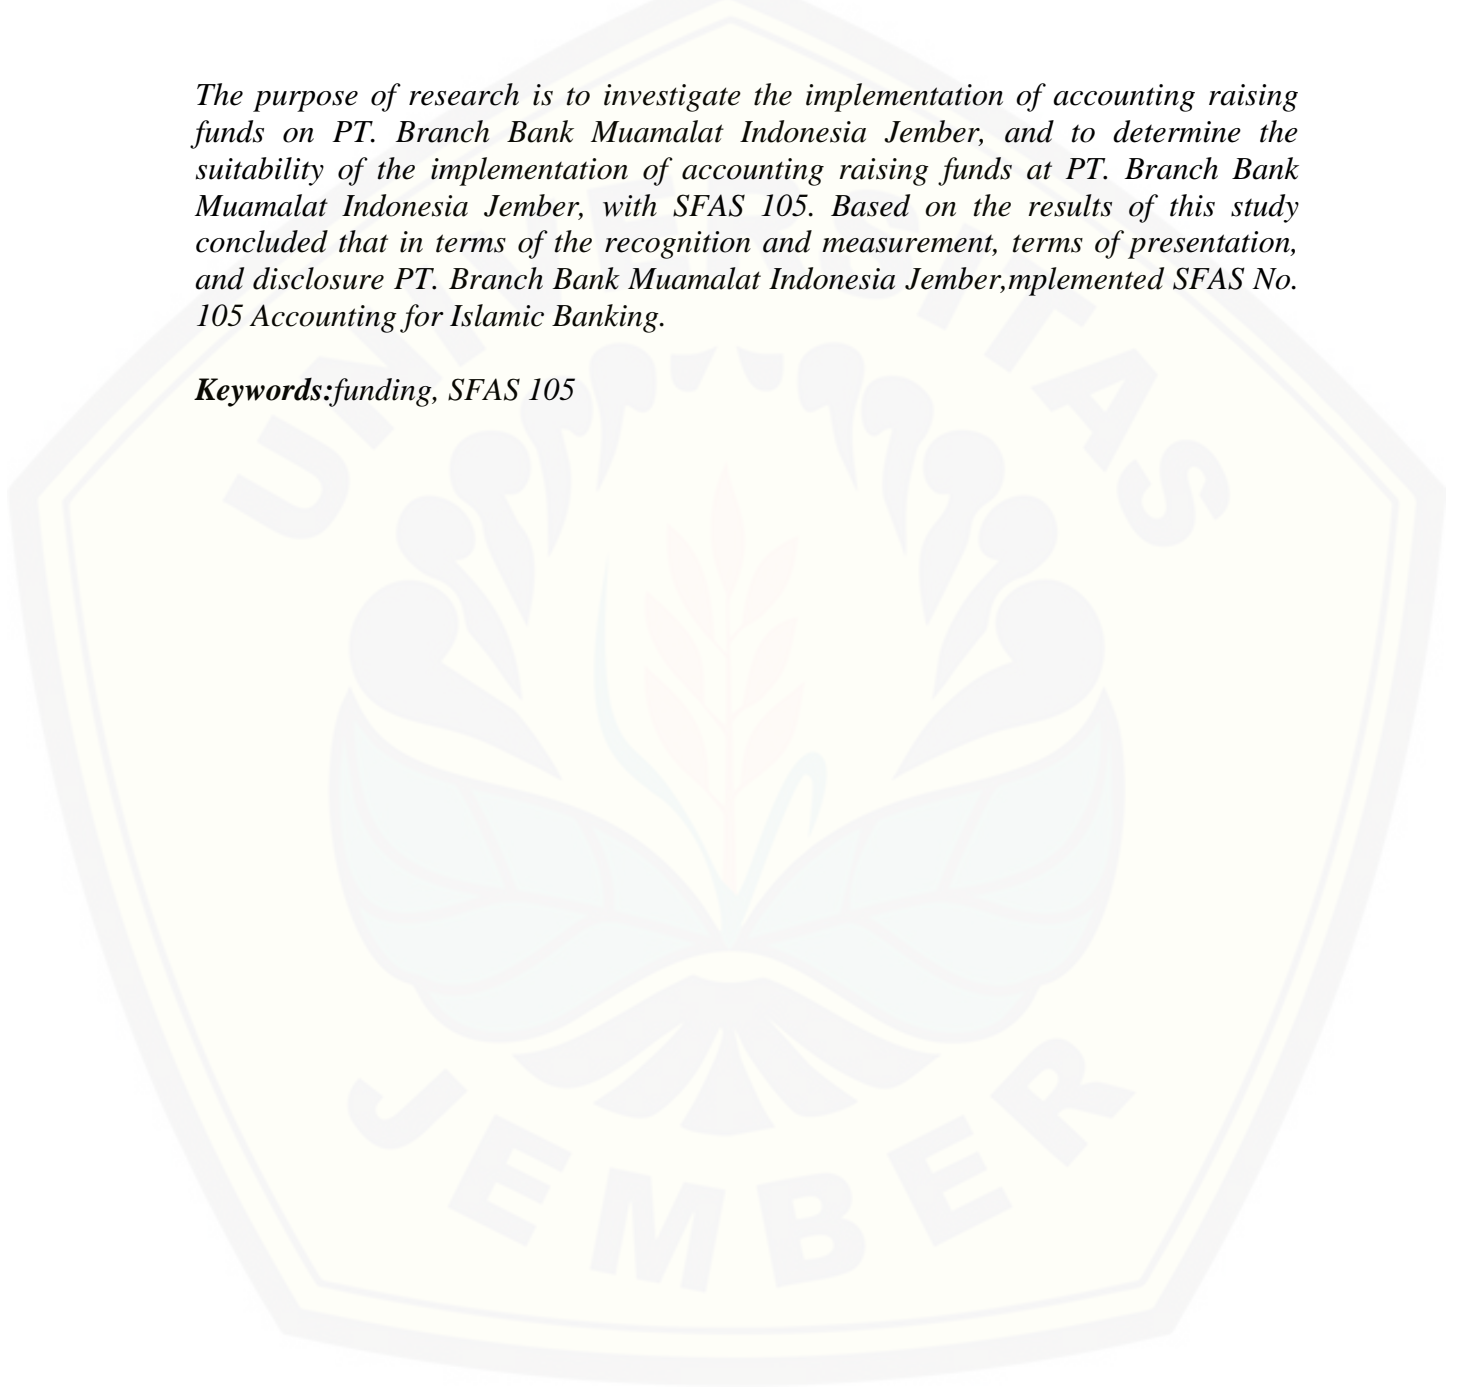 The purpose of research is to investigate the implementation of accounting raising
funds on PT. Branch Bank Muamalat Indonesia Jember, and to determine the
suitability of the implementation of accounting raising funds at PT. Branch Bank
Muamalat Indonesia Jember, with SFAS 105. Based on the results of this study
concluded that in terms of the recognition and measurement, terms of presentation,
and disclosure PT. Branch Bank Muamalat Indonesia Jember,mplemented SFAS No.
105 Accounting for Islamic Banking.
Keywords:funding, SFAS 105
UNIVERSITAS
JEMBER